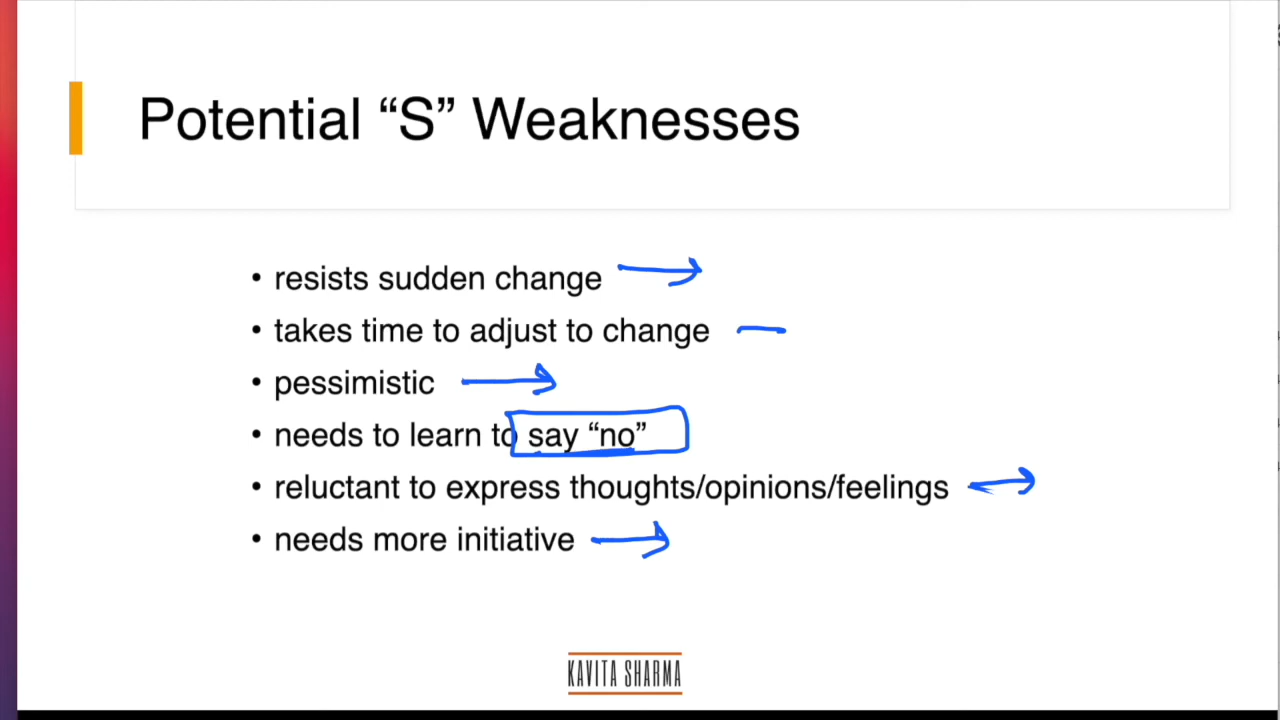 Potential “S” Weaknesses
• resists sudden change
• takes time to adjust to change
• pessimistic
• needs to learn to say “no”
• reluctant to express thoughts/opinions/feelings
• needs more initiative
KAVITA SHARMA